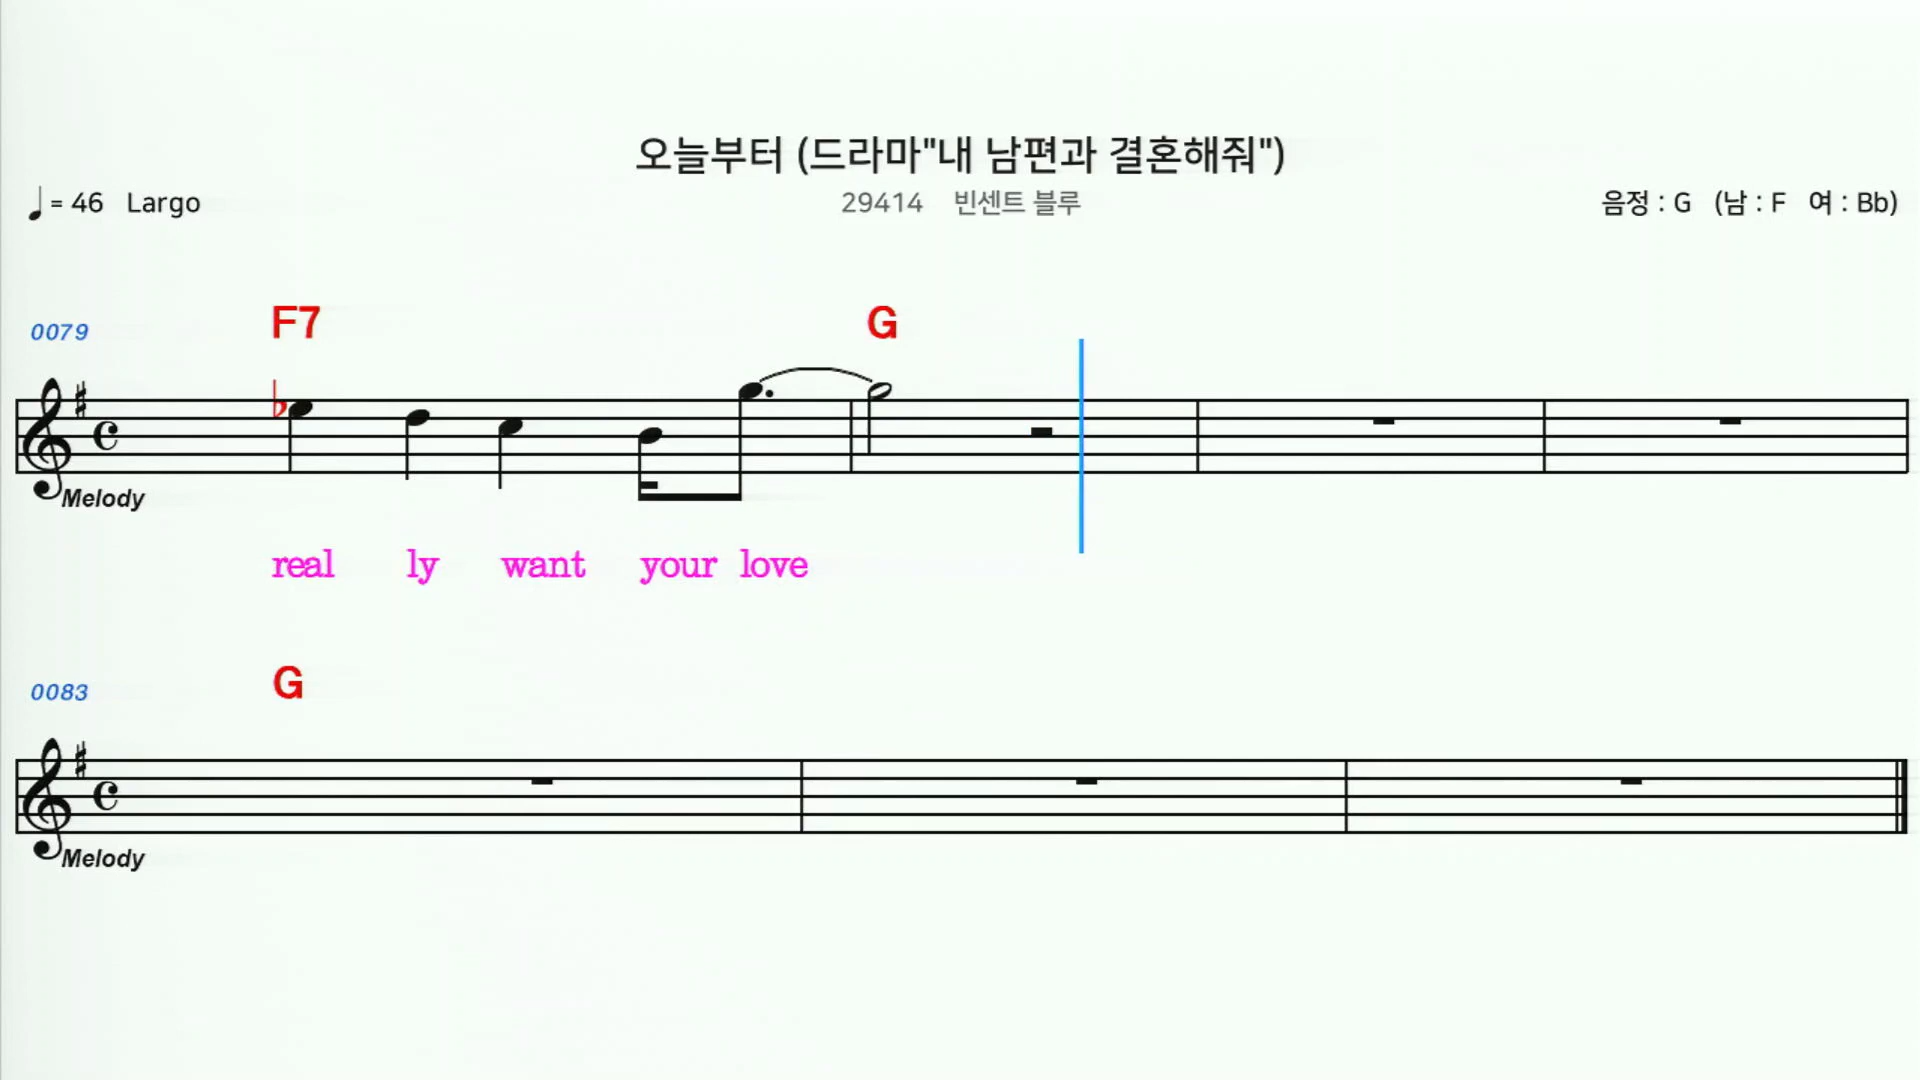 오늘부터 (드라마"내 남편과 결혼해줘")
= 46 Largo
29414 빈센트 블루
음정 : G (남 : F 여 : Bb)
0079
F7 G
Melody
real ly want your love
0083
G
Melody